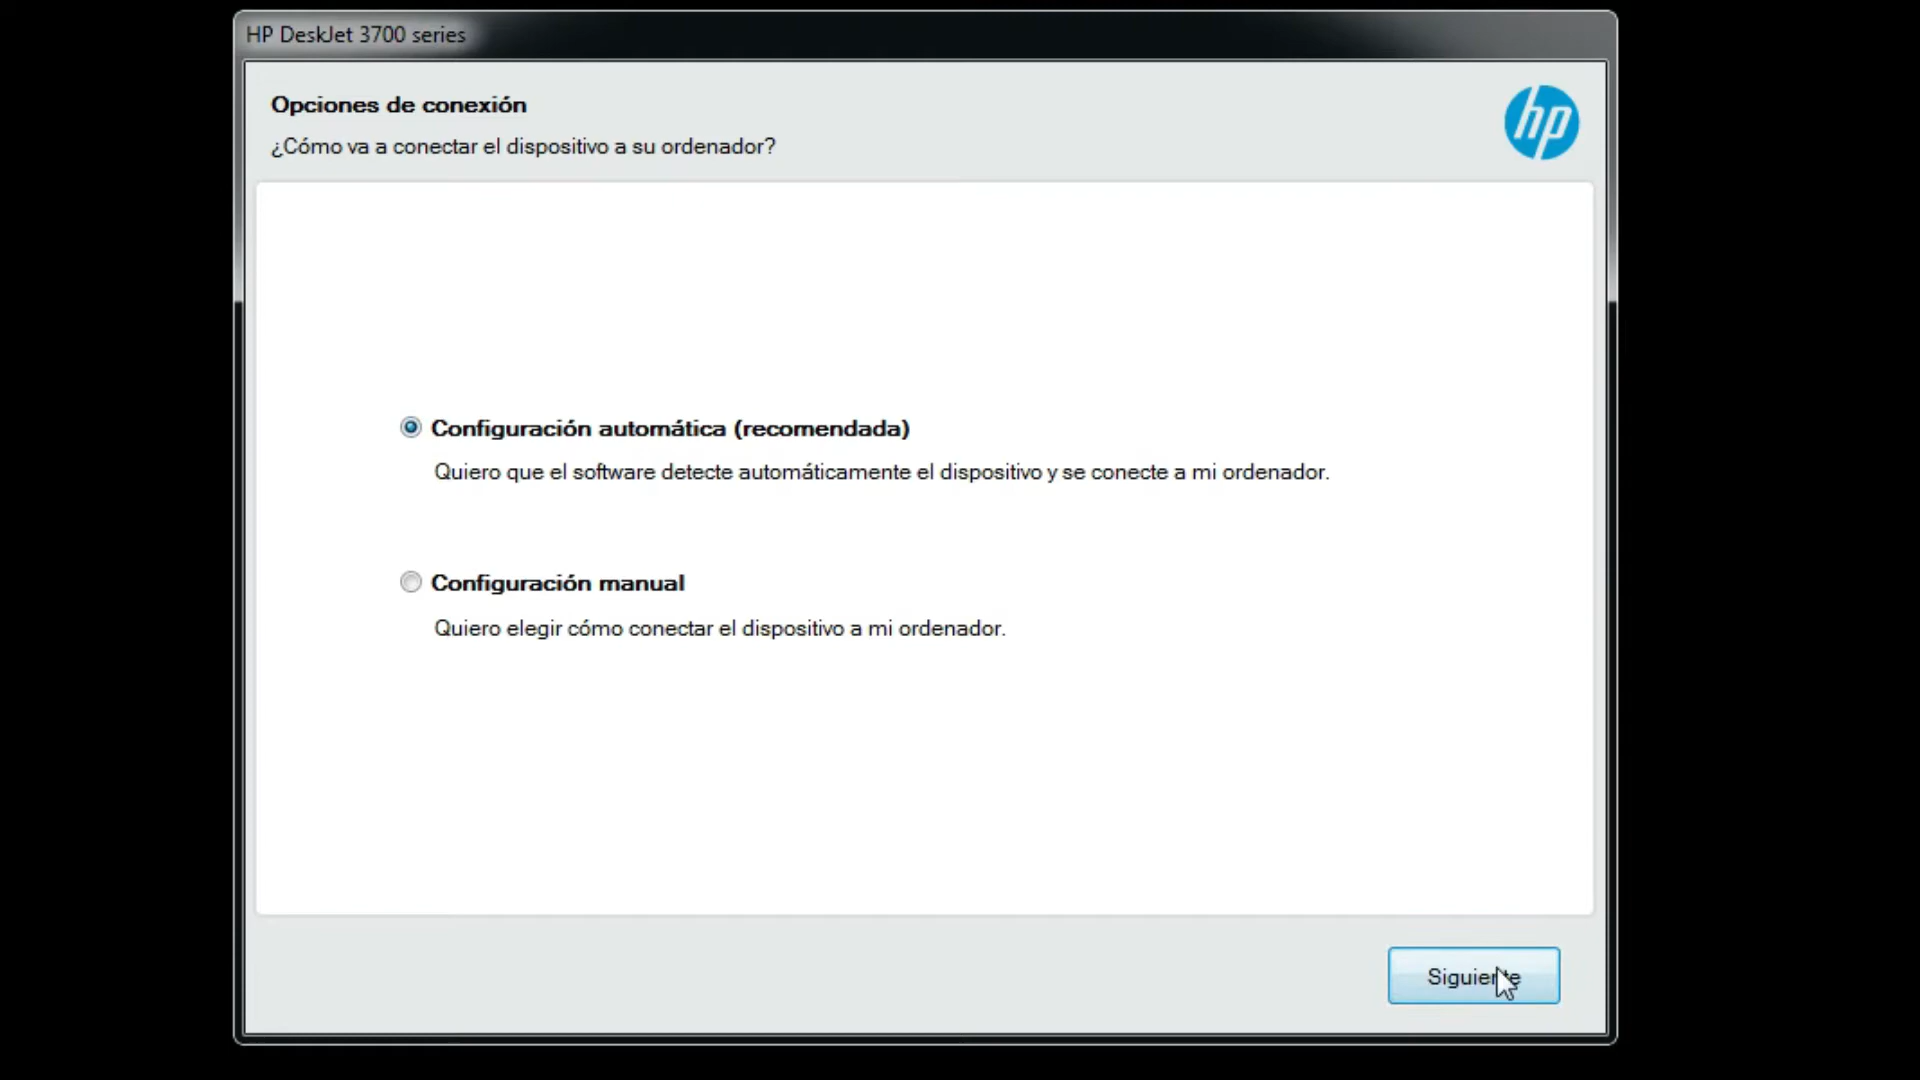 HP DeskJet 3700 series
Opciones de conexión
¿Cómo va a conectar el dispositivo a su ordenador?
hp
Configuración automática (recomendada)
Quiero que el software detecte automáticamente el dispositivo y se conecte a mi ordenador.
Configuración manual
Quiero elegir cómo conectar el dispositivo a mi ordenador.
Siguiente